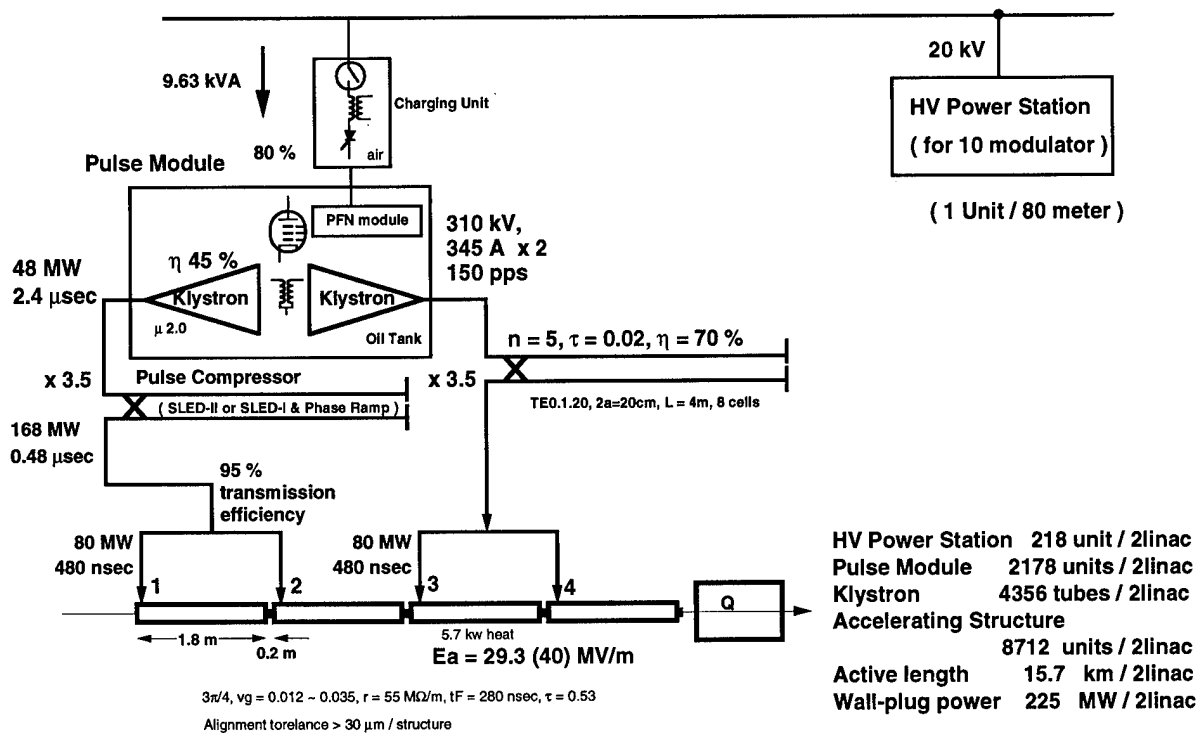 20 kV
9.63 kVA
Charging Unit
HV Power Station
( for 10 modulator )
80 %
air
Pulse Module
( 1 Unit / 80 meter )
PFN module
310 kV,
345 A x 2
150 pps
48 MW
2.4 μsec
η 45 %
Klystron
Klystron
μ 2.0
Oil Tank
n = 5, τ = 0.02, η = 70 %
x 3.5
Pulse Compressor
x 3.5
( SLED-II or SLED-I & Phase Ramp )
TE0.1.20, 2a=20cm, L = 4m, 8 cells
168 MW
0.48 μsec
95 %
transmission
efficiency
80 MW
480 nsec
80 MW
480 nsec
1
2
3
4
Q
1.8 m
0.2 m
5.7 kw heat
Ea = 29.3 (40) MV/m
3π/4, vg = 0.012 ~ 0.035, r = 55 MΩ/m, tF = 280 nsec, τ = 0.53
Alignment torelance > 30 μm / structure
HV Power Station 218 unit / 2linac
Pulse Module 2178 units / 2linac
Klystron 4356 tubes / 2linac
Accelerating Structure
8712 units / 2linac
Active length 15.7 km / 2linac
Wall-plug power 225 MW / 2linac